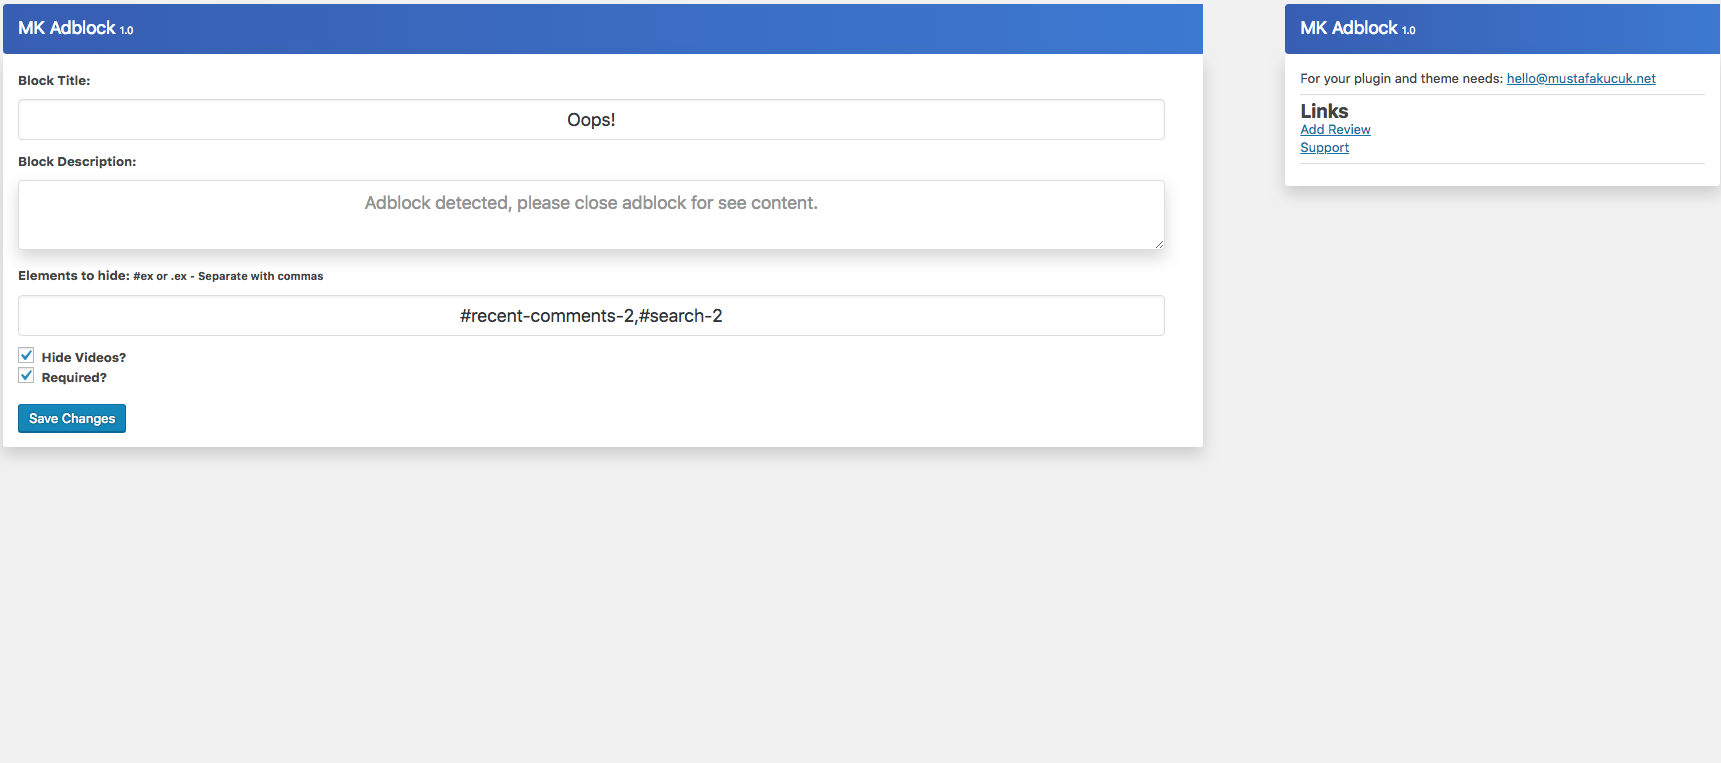 MK Adblock 1.0
Block Title:
Oops!
Block Description:
Adblock detected, please close adblock for see content.
Elements to hide: #ex or .ex - Separate with commas
#recent-comments-2,#search-2
Hide Videos?
Required?
Save Changes
MK Adblock 1.0
For your plugin and theme needs: hello@mustafakucuk.net
Links
Add Review
Support